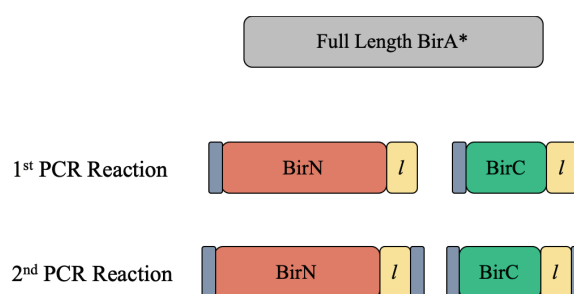 Full Length BirA*
1st PCR Reaction
BirN
l
BirC
l
2nd PCR Reaction
BirN
l
BirC
l